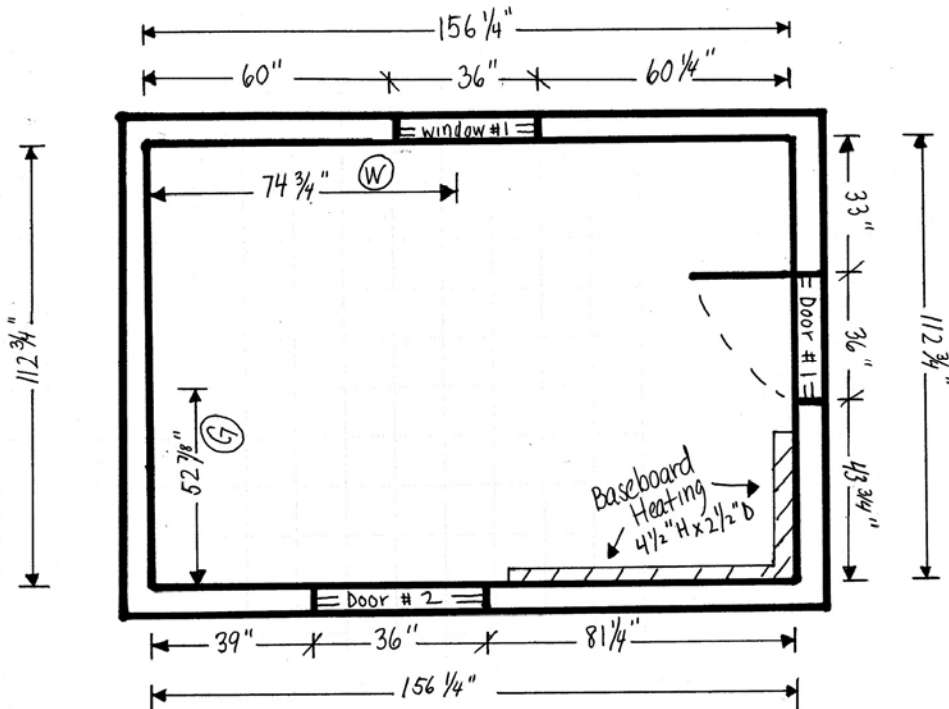 156 1/4"
60" 36" 60 1/4"
window #1
74 3/4" W
33"
112 3/4"
Door #1
36"
112 3/4"
52 7/8" G
43 3/4"
Baseboard
Heating
4 1/2" H x 2 1/2" D
Door # 2
39" 36" 81 1/4"
156 1/4"